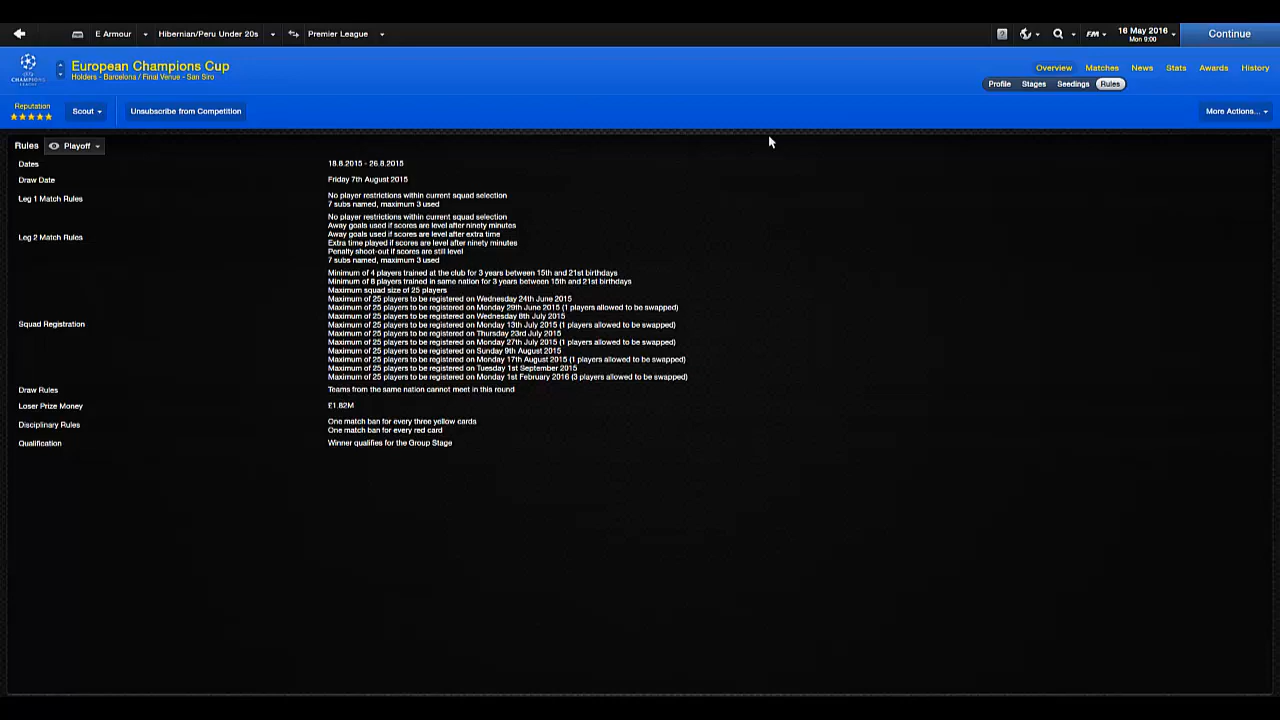 E Armour
Hibernian/Peru Under 20s
Premier League
FM
16 May 2016
Mon 9:00
Continue
CHAMPIONS
European Champions Cup
Holders - Barcelona / Final Venue - San Siro
Overview Matches News Stats Awards History
Profile Stages Seedings Rules
Reputation
Scout
Unsubscribe from Competition
More Actions...
Rules Playoff
Dates 18.8.2015 - 26.8.2015
Draw Date Friday 7th August 2015
Leg 1 Match Rules No player restrictions within current squad selection
7 subs named, maximum 3 used
Leg 2 Match Rules No player restrictions within current squad selection
Away goals used if scores are level after ninety minutes
Away goals used if scores are level after extra time
Extra time played if scores are level after ninety minutes
Penalty shoot-out if scores are still level
7 subs named, maximum 3 used
Squad Registration Minimum of 4 players trained at the club for 3 years between 15th and 21st birthdays
Minimum of 8 players trained in same nation for 3 years between 15th and 21st birthdays
Maximum squad size of 25 players
Maximum of 25 players to be registered on Wednesday 24th June 2015
Maximum of 25 players to be registered on Monday 29th June 2015 (1 players allowed to be swapped)
Maximum of 25 players to be registered on Wednesday 8th July 2015
Maximum of 25 players to be registered on Monday 13th July 2015 (1 players allowed to be swapped)
Maximum of 25 players to be registered on Thursday 23rd July 2015
Maximum of 25 players to be registered on Monday 27th July 2015 (1 players allowed to be swapped)
Maximum of 25 players to be registered on Sunday 9th August 2015
Maximum of 25 players to be registered on Monday 17th August 2015 (1 players allowed to be swapped)
Maximum of 25 players to be registered on Tuesday 1st September 2015
Maximum of 25 players to be registered on Monday 1st February 2016 (3 players allowed to be swapped)
Draw Rules Teams from the same nation cannot meet in this round
Loser Prize Money £1.82M
Disciplinary Rules One match ban for every three yellow cards
One match ban for every red card
Qualification Winner qualifies for the Group Stage